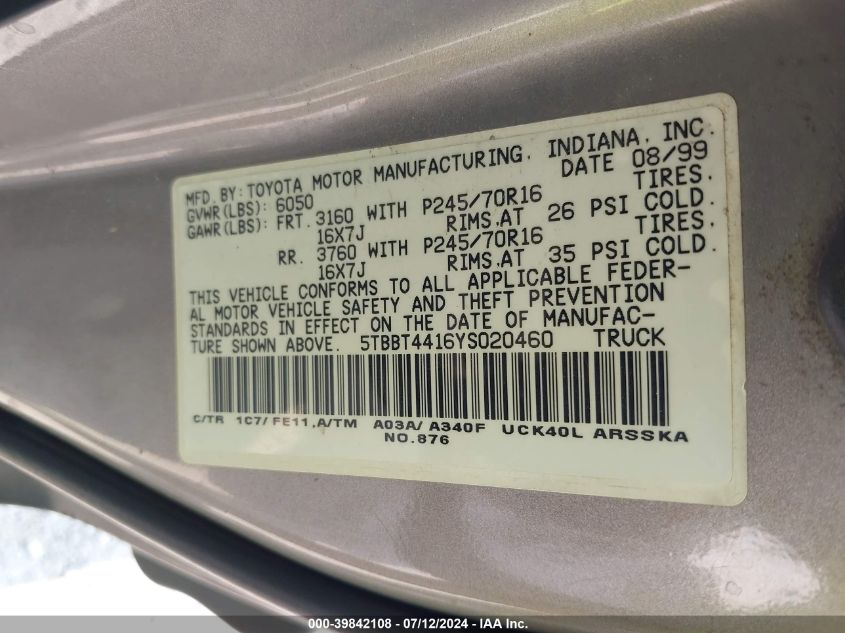 MFD. BY: TOYOTA MOTOR MANUFACTURING, INDIANA, INC.
GVWR(LBS): 6050 DATE 08/99
GAWR(LBS): FRT. 3160 WITH P245/70R16 TIRES,
16X7J RIMS,AT 26 PSI COLD.
RR. 3760 WITH P245/70R16 TIRES,
16X7J RIMS,AT 35 PSI COLD.
THIS VEHICLE CONFORMS TO ALL APPLICABLE FEDER-
AL MOTOR VEHICLE SAFETY AND THEFT PREVENTION
STANDARDS IN EFFECT ON THE DATE OF MANUFAC-
TURE SHOWN ABOVE. 5TBBT4416YS020460 TRUCK
C/TR 1C7/ FE11,A/TM A03A/ A340F UCK40L ARSSKA
NO.876
000-39842108 - 07/12/2024 - IAA Inc.